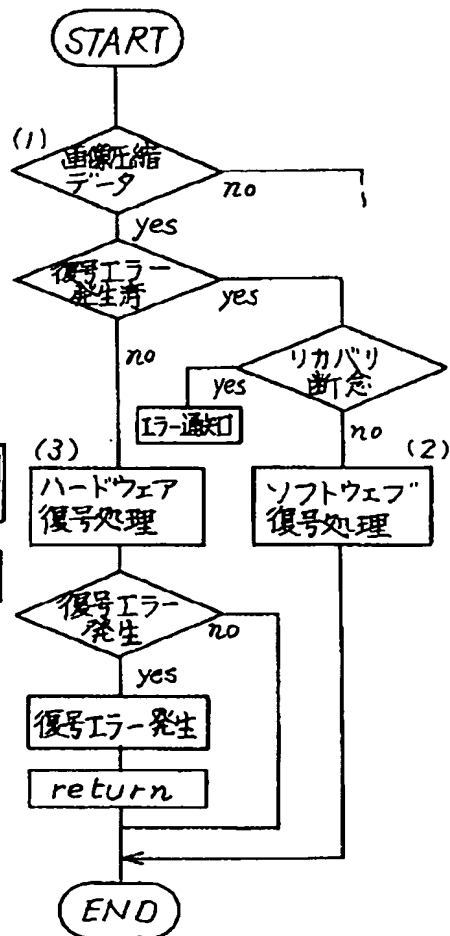 START
(1)
画像圧縮
データ
no
yes
復号エラー
発生済
yes
no
リカバリ
断念
yes
エラー通知
no
(3)
(2)
ハードウェア
復号処理
ソフトウェア
復号処理
復号エラー
発生
no
yes
復号エラー発生
return
END